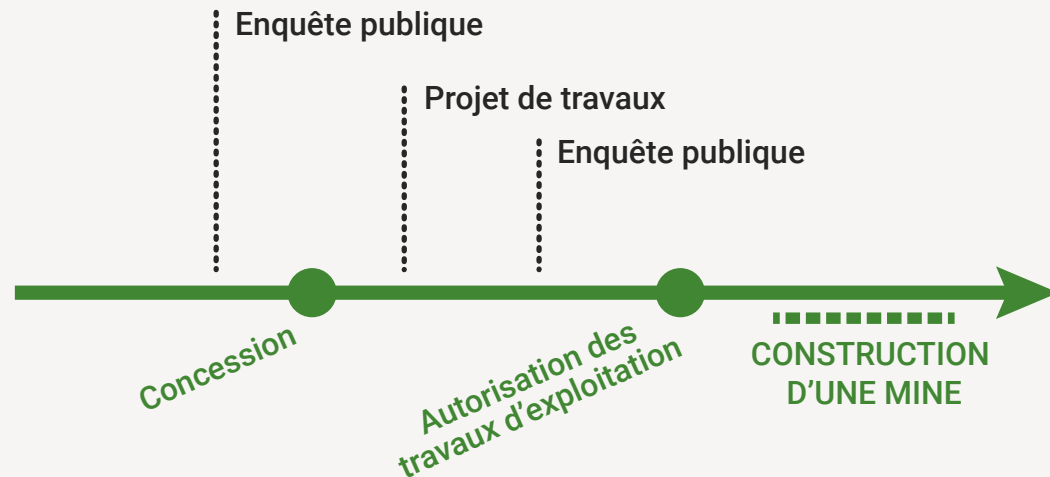 Enquête publique
Projet de travaux
Enquête publique
Concession
Autorisation des
travaux d’exploitation
CONSTRUCTION
D’UNE MINE